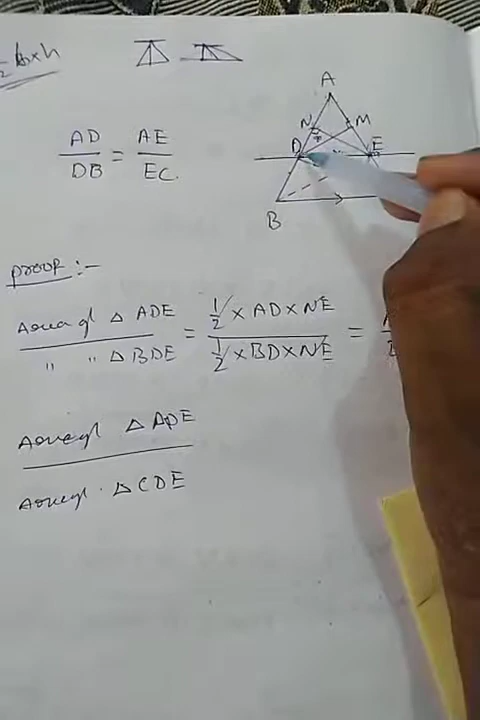 ½ b×h
AD/DB = AE/EC.
A
N M
D E
B
proof :-
Area of △ ADE / " " △ BDE = ½ × AD × NE / ½ × BD × NE =
Area of △ ADE / Area of. △ CDE